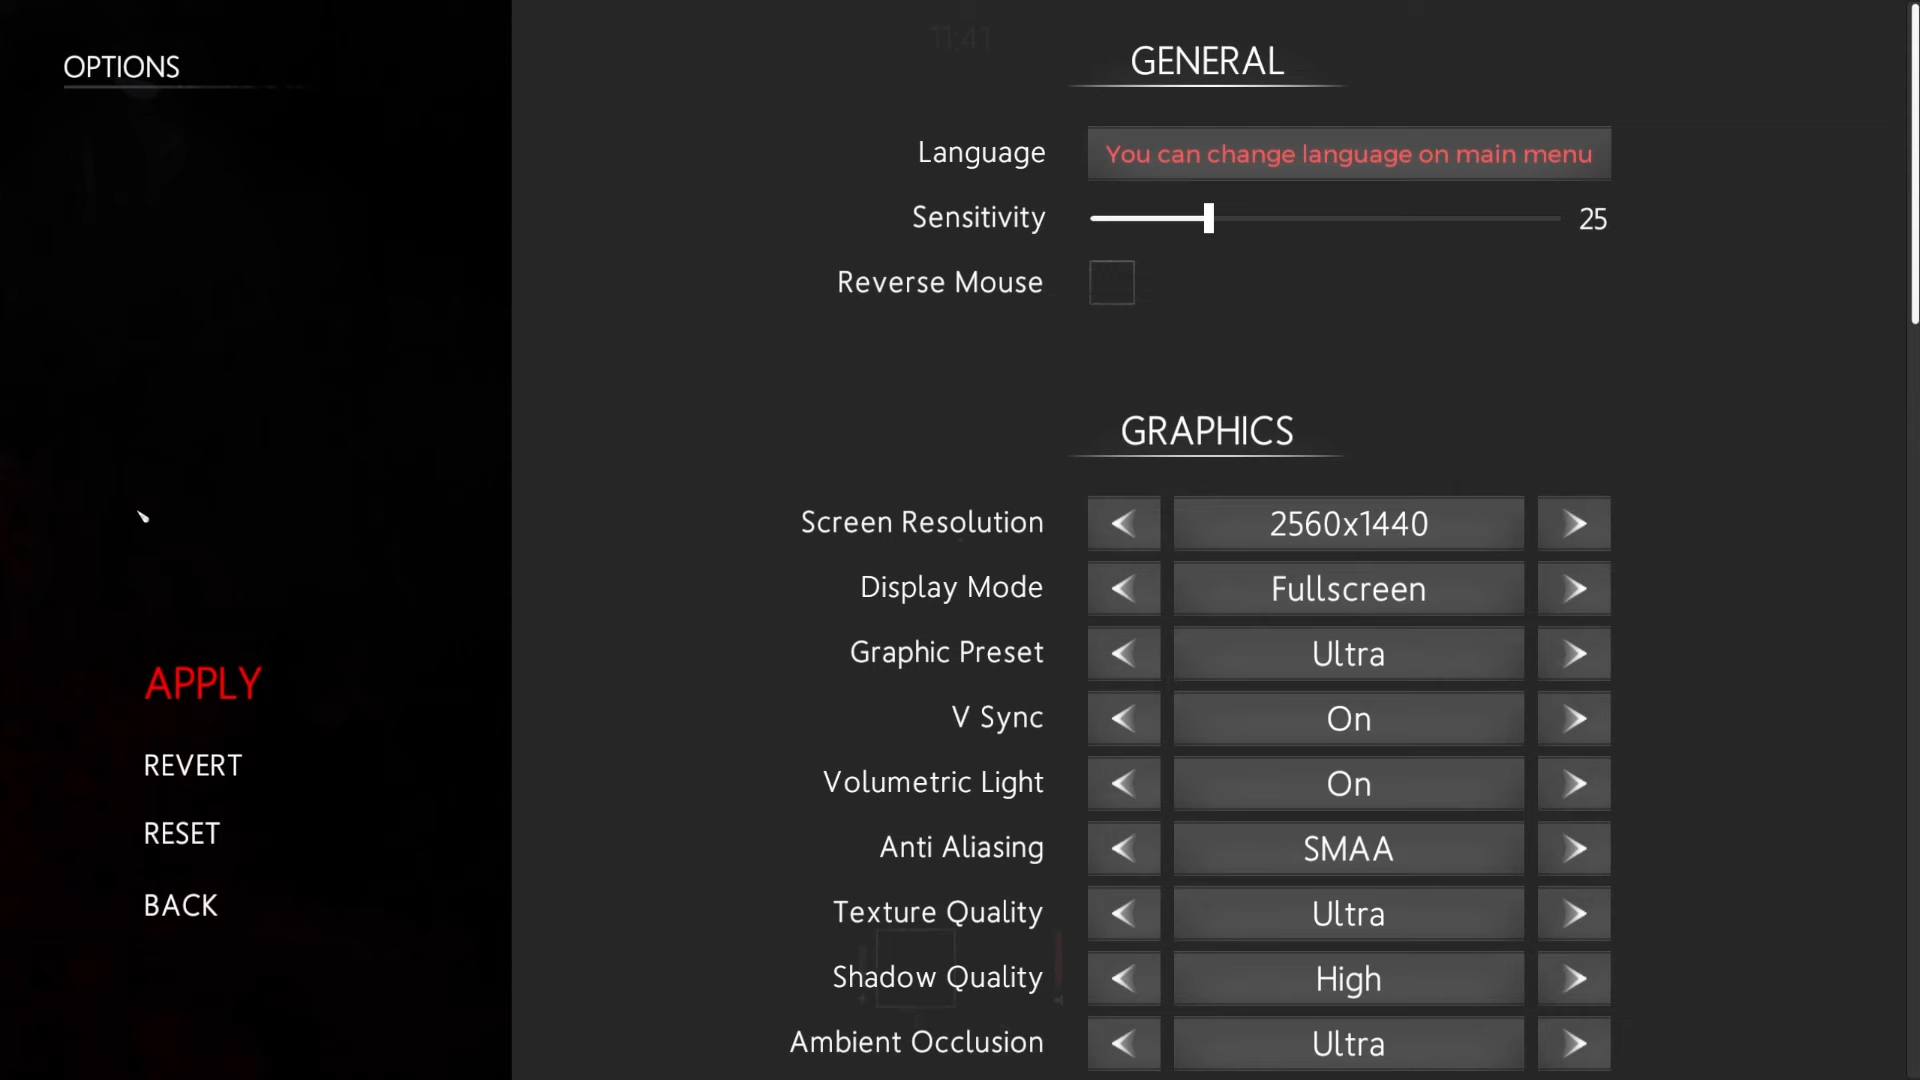 OPTIONS
11:41
GENERAL
Language You can change language on main menu
Sensitivity 25
Reverse Mouse
GRAPHICS
Screen Resolution 2560x1440
Display Mode Fullscreen
Graphic Preset Ultra
V Sync On
Volumetric Light On
Anti Aliasing SMAA
Texture Quality Ultra
Shadow Quality High
Ambient Occlusion Ultra
APPLY
REVERT
RESET
BACK